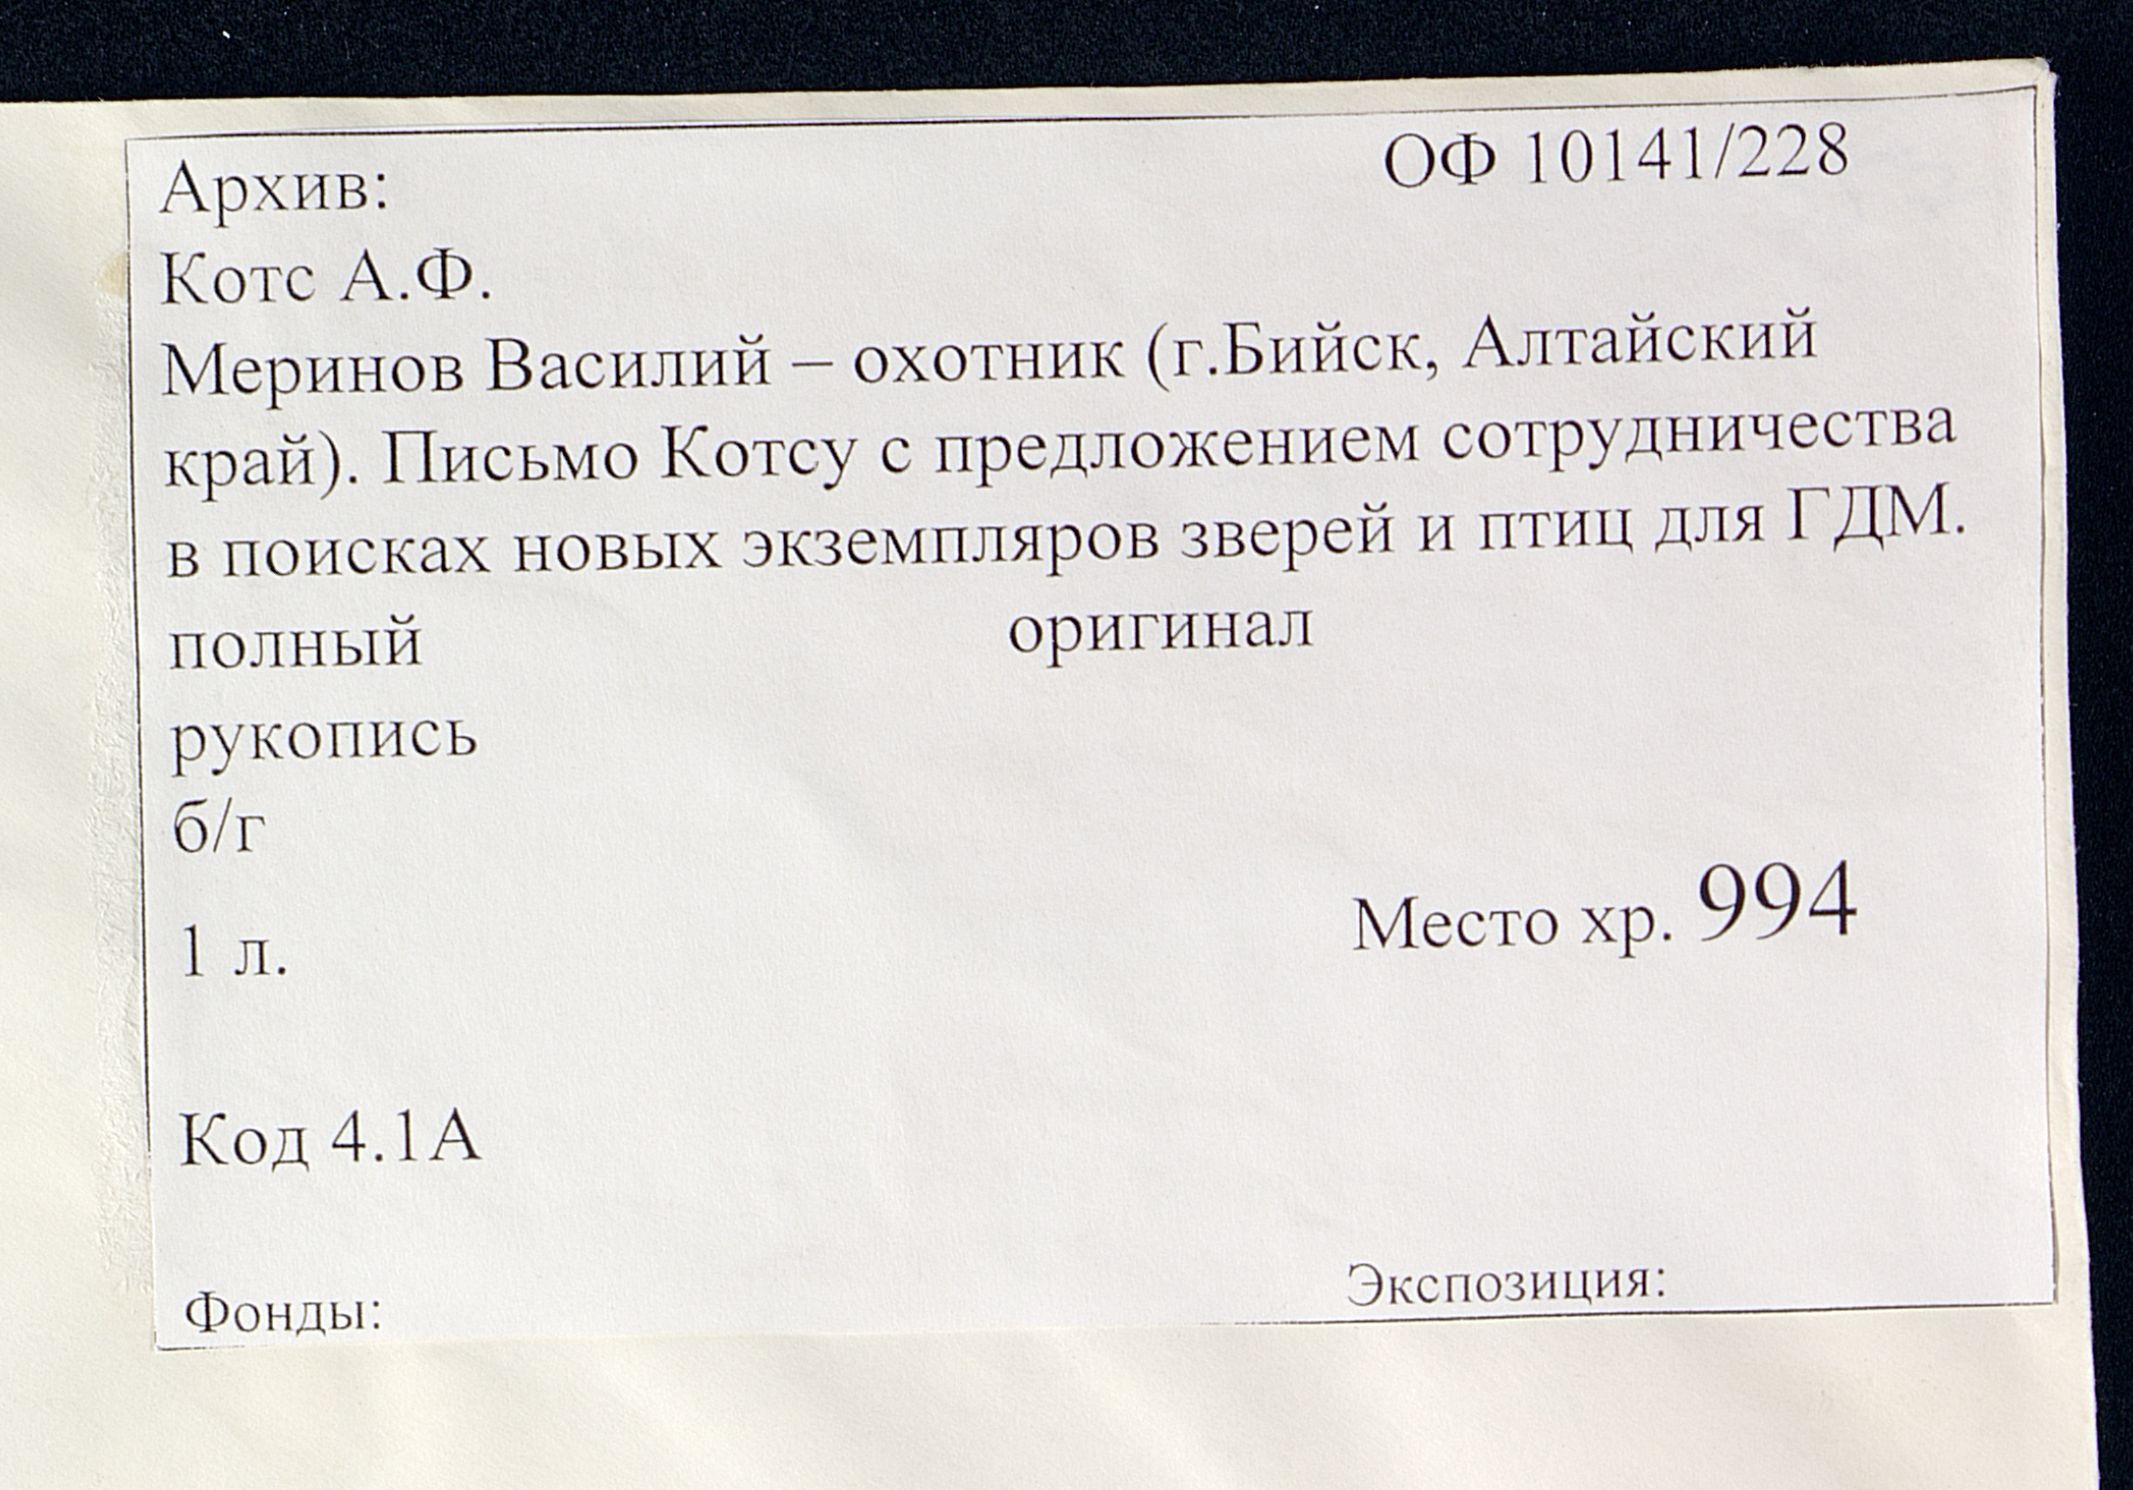 Архив: ОФ 10141/228
Котс А.Ф.
Меринов Василий – охотник (г.Бийск, Алтайский
край). Письмо Котсу с предложением сотрудничества
в поисках новых экземпляров зверей и птиц для ГДМ.
полный оригинал
рукопись
б/г
1 л. Место хр. 994
Код 4.1А
Фонды: Экспозиция: